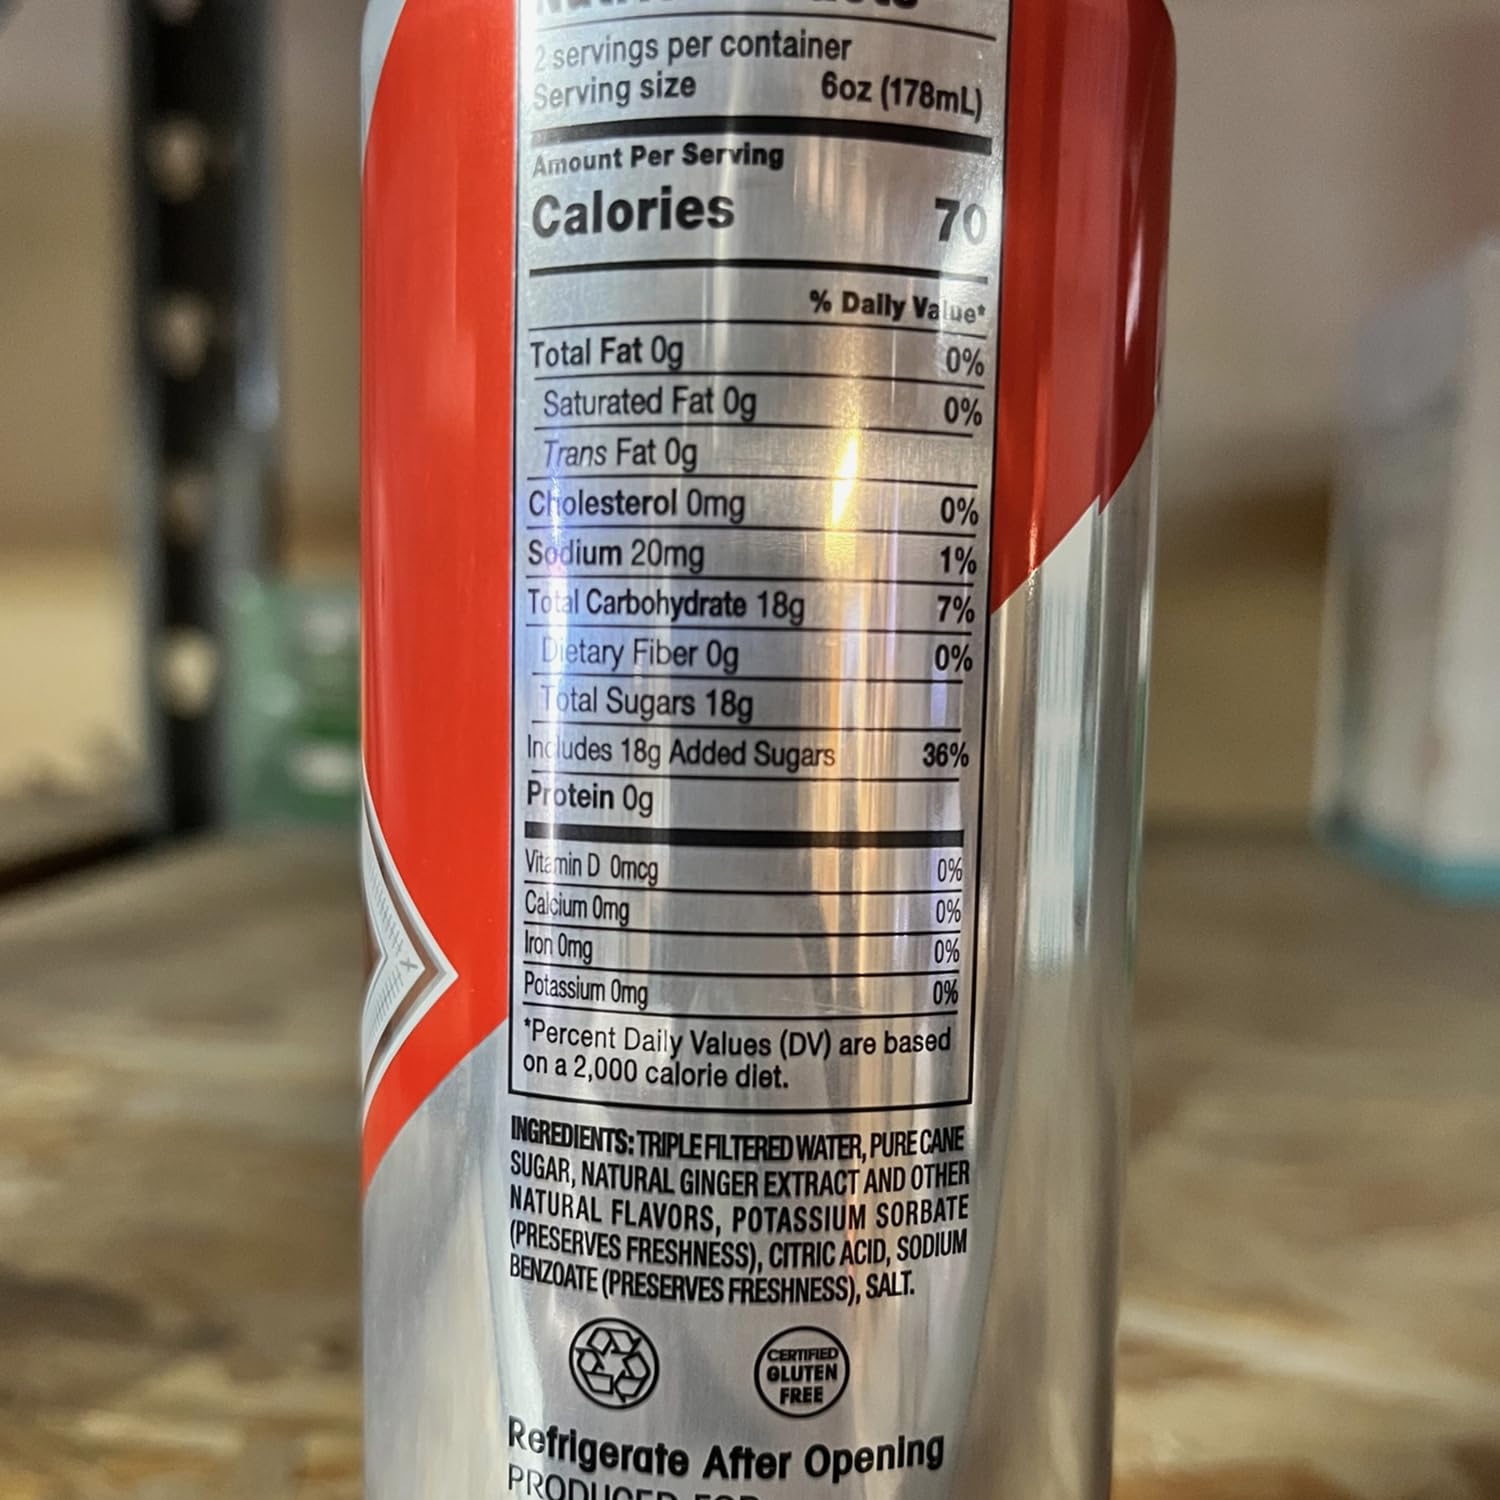 2 servings per container
Serving size 6oz (178mL)
Amount Per Serving
Calories 70
% Daily Value*
Total Fat 0g 0%
Saturated Fat 0g 0%
Trans Fat 0g
Cholesterol 0mg 0%
Sodium 20mg 1%
Total Carbohydrate 18g 7%
Dietary Fiber 0g 0%
Total Sugars 18g
Includes 18g Added Sugars 36%
Protein 0g
Vitamin D 0mcg 0%
Calcium 0mg 0%
Iron 0mg 0%
Potassium 0mg 0%
*Percent Daily Values (DV) are based
on a 2,000 calorie diet.
INGREDIENTS: TRIPLE FILTERED WATER, PURE CANE
SUGAR, NATURAL GINGER EXTRACT AND OTHER
NATURAL FLAVORS, POTASSIUM SORBATE
(PRESERVES FRESHNESS), CITRIC ACID, SODIUM
BENZOATE (PRESERVES FRESHNESS), SALT.
CERTIFIED
GLUTEN
FREE
Refrigerate After Opening
PRODUCED FOR